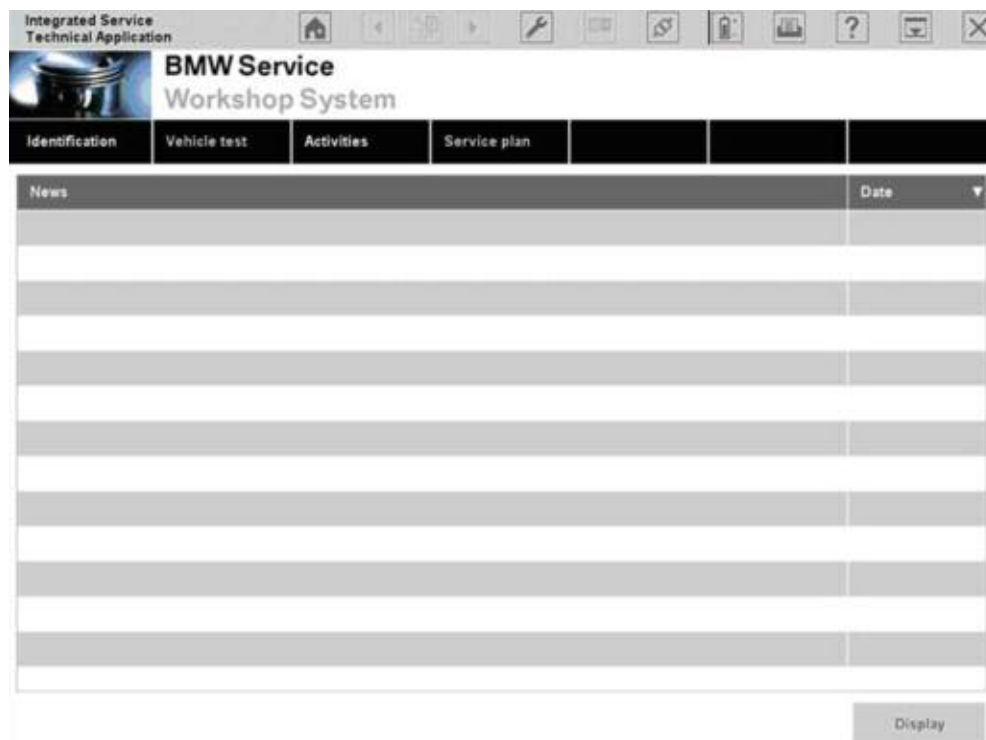 Integrated Service
Technical Application
?
BMW Service
Workshop System
Identification Vehicle test Activities Service plan
News Date
Display